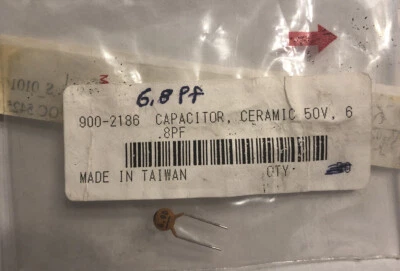 6.8 Pf
900-2186 CAPACITOR, CERAMIC 50V, 6
.8PF
MADE IN TAIWAN QTY